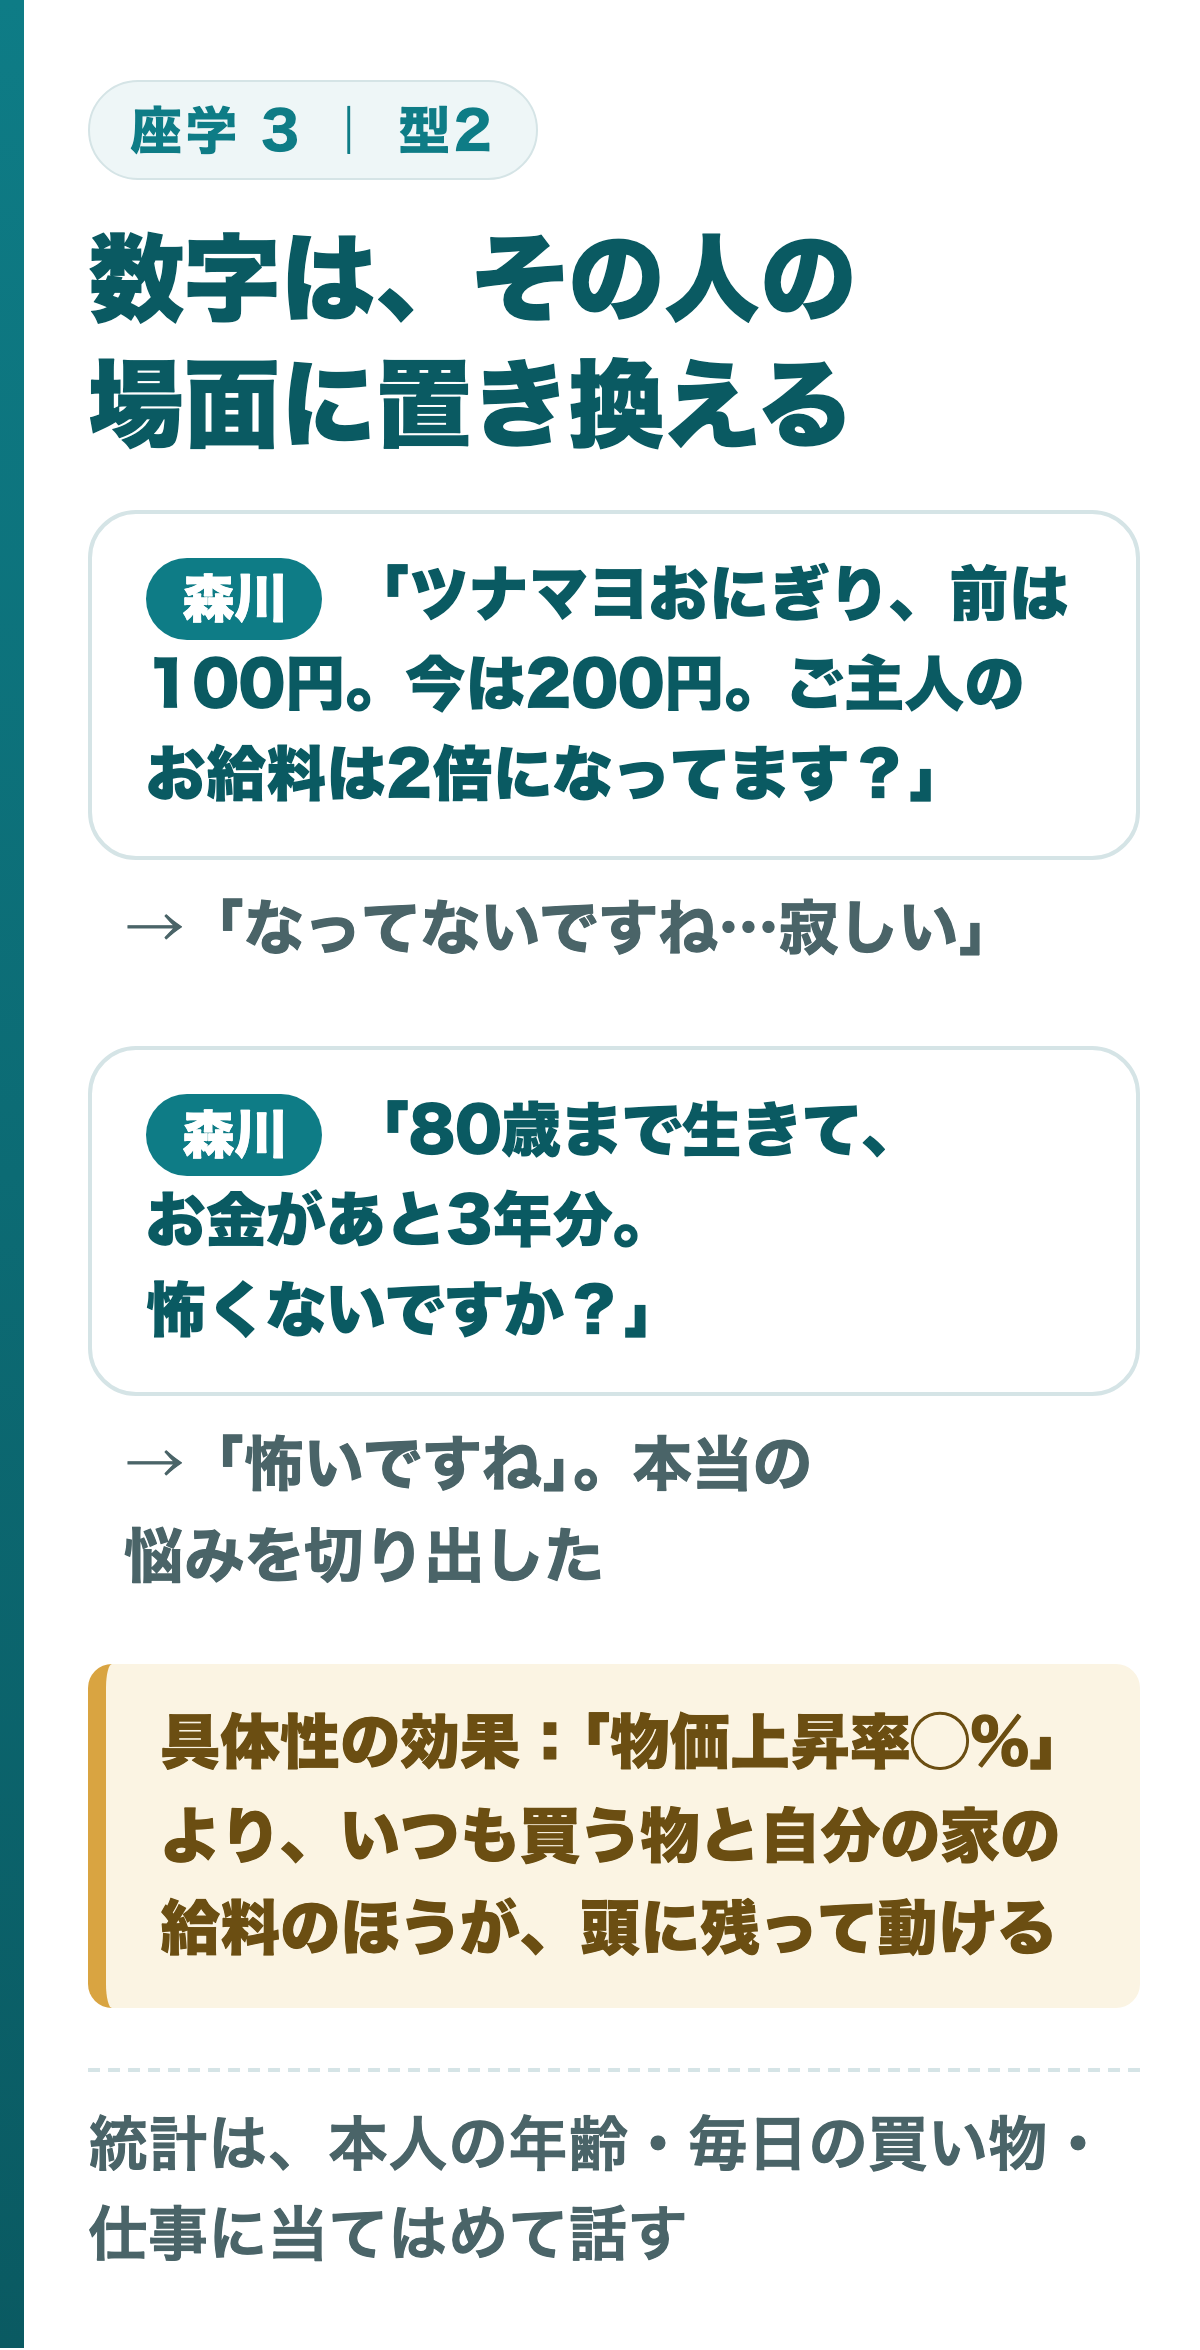 座学 3 ｜ 型2
数字は、その人の
場面に置き換える
森川 「ツナマヨおにぎり、前は
100円。今は200円。ご主人の
お給料は2倍になってます？」
→「なってないですね…寂しい」
森川 「80歳まで生きて、
お金があと3年分。
怖くないですか？」
→「怖いですね」。本当の
悩みを切り出した
具体性の効果：「物価上昇率◯%」
より、いつも買う物と自分の家の
給料のほうが、頭に残って動ける
統計は、本人の年齢・毎日の買い物・
仕事に当てはめて話す